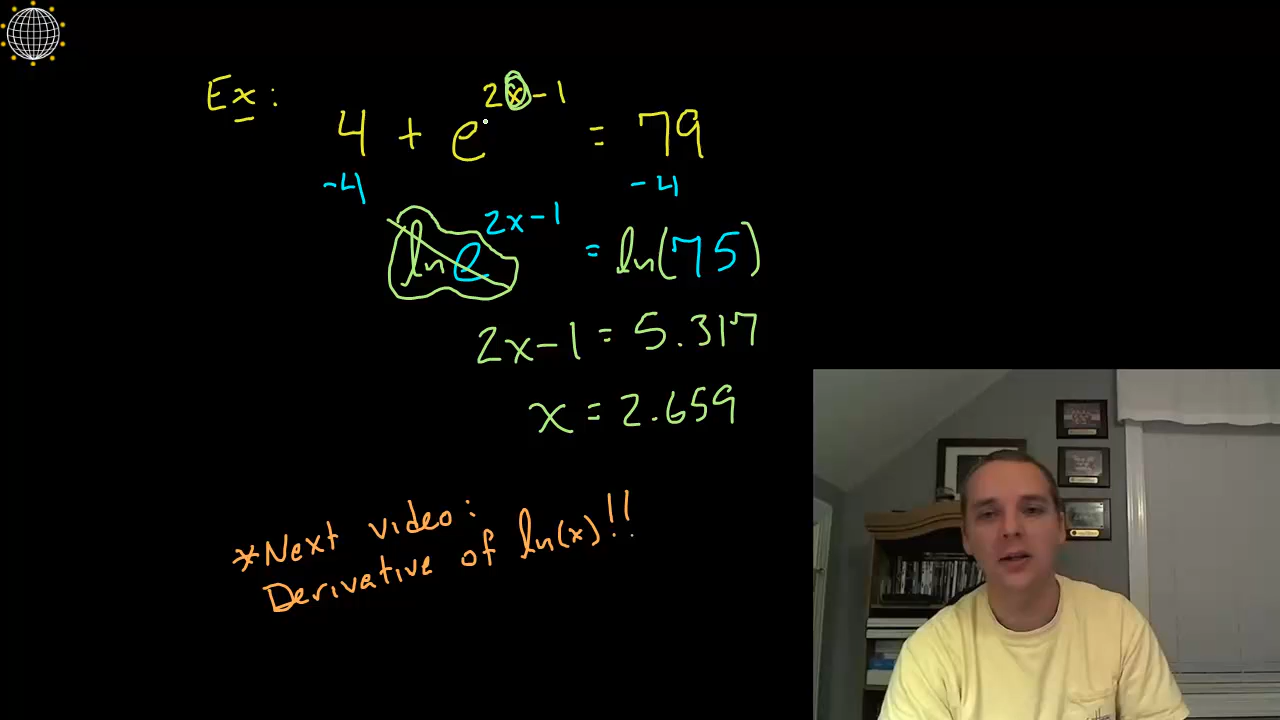 Ex:
4 + e^{2x-1} = 79
-4 -4
ln e^{2x-1} = ln(75)
2x-1 = 5.317
x = 2.659
*Next video:
Derivative of ln(x)!!